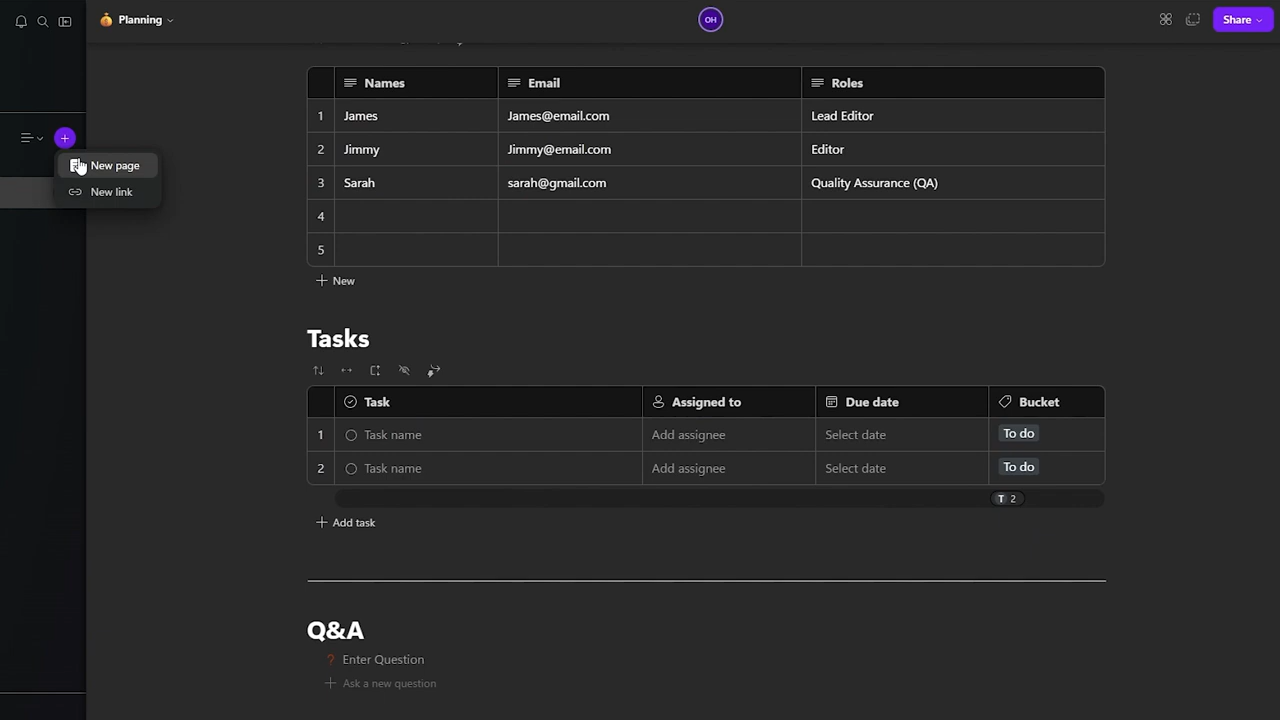 Planning
OH
Share
New page
New link
Names Email Roles
1 James James@email.com Lead Editor
2 Jimmy Jimmy@email.com Editor
3 Sarah sarah@gmail.com Quality Assurance (QA)
4
5
+ New
Tasks
Task Assigned to Due date Bucket
1 Task name Add assignee Select date To do
2 Task name Add assignee Select date To do
T 2
+ Add task
Q&A
? Enter Question
+ Ask a new question